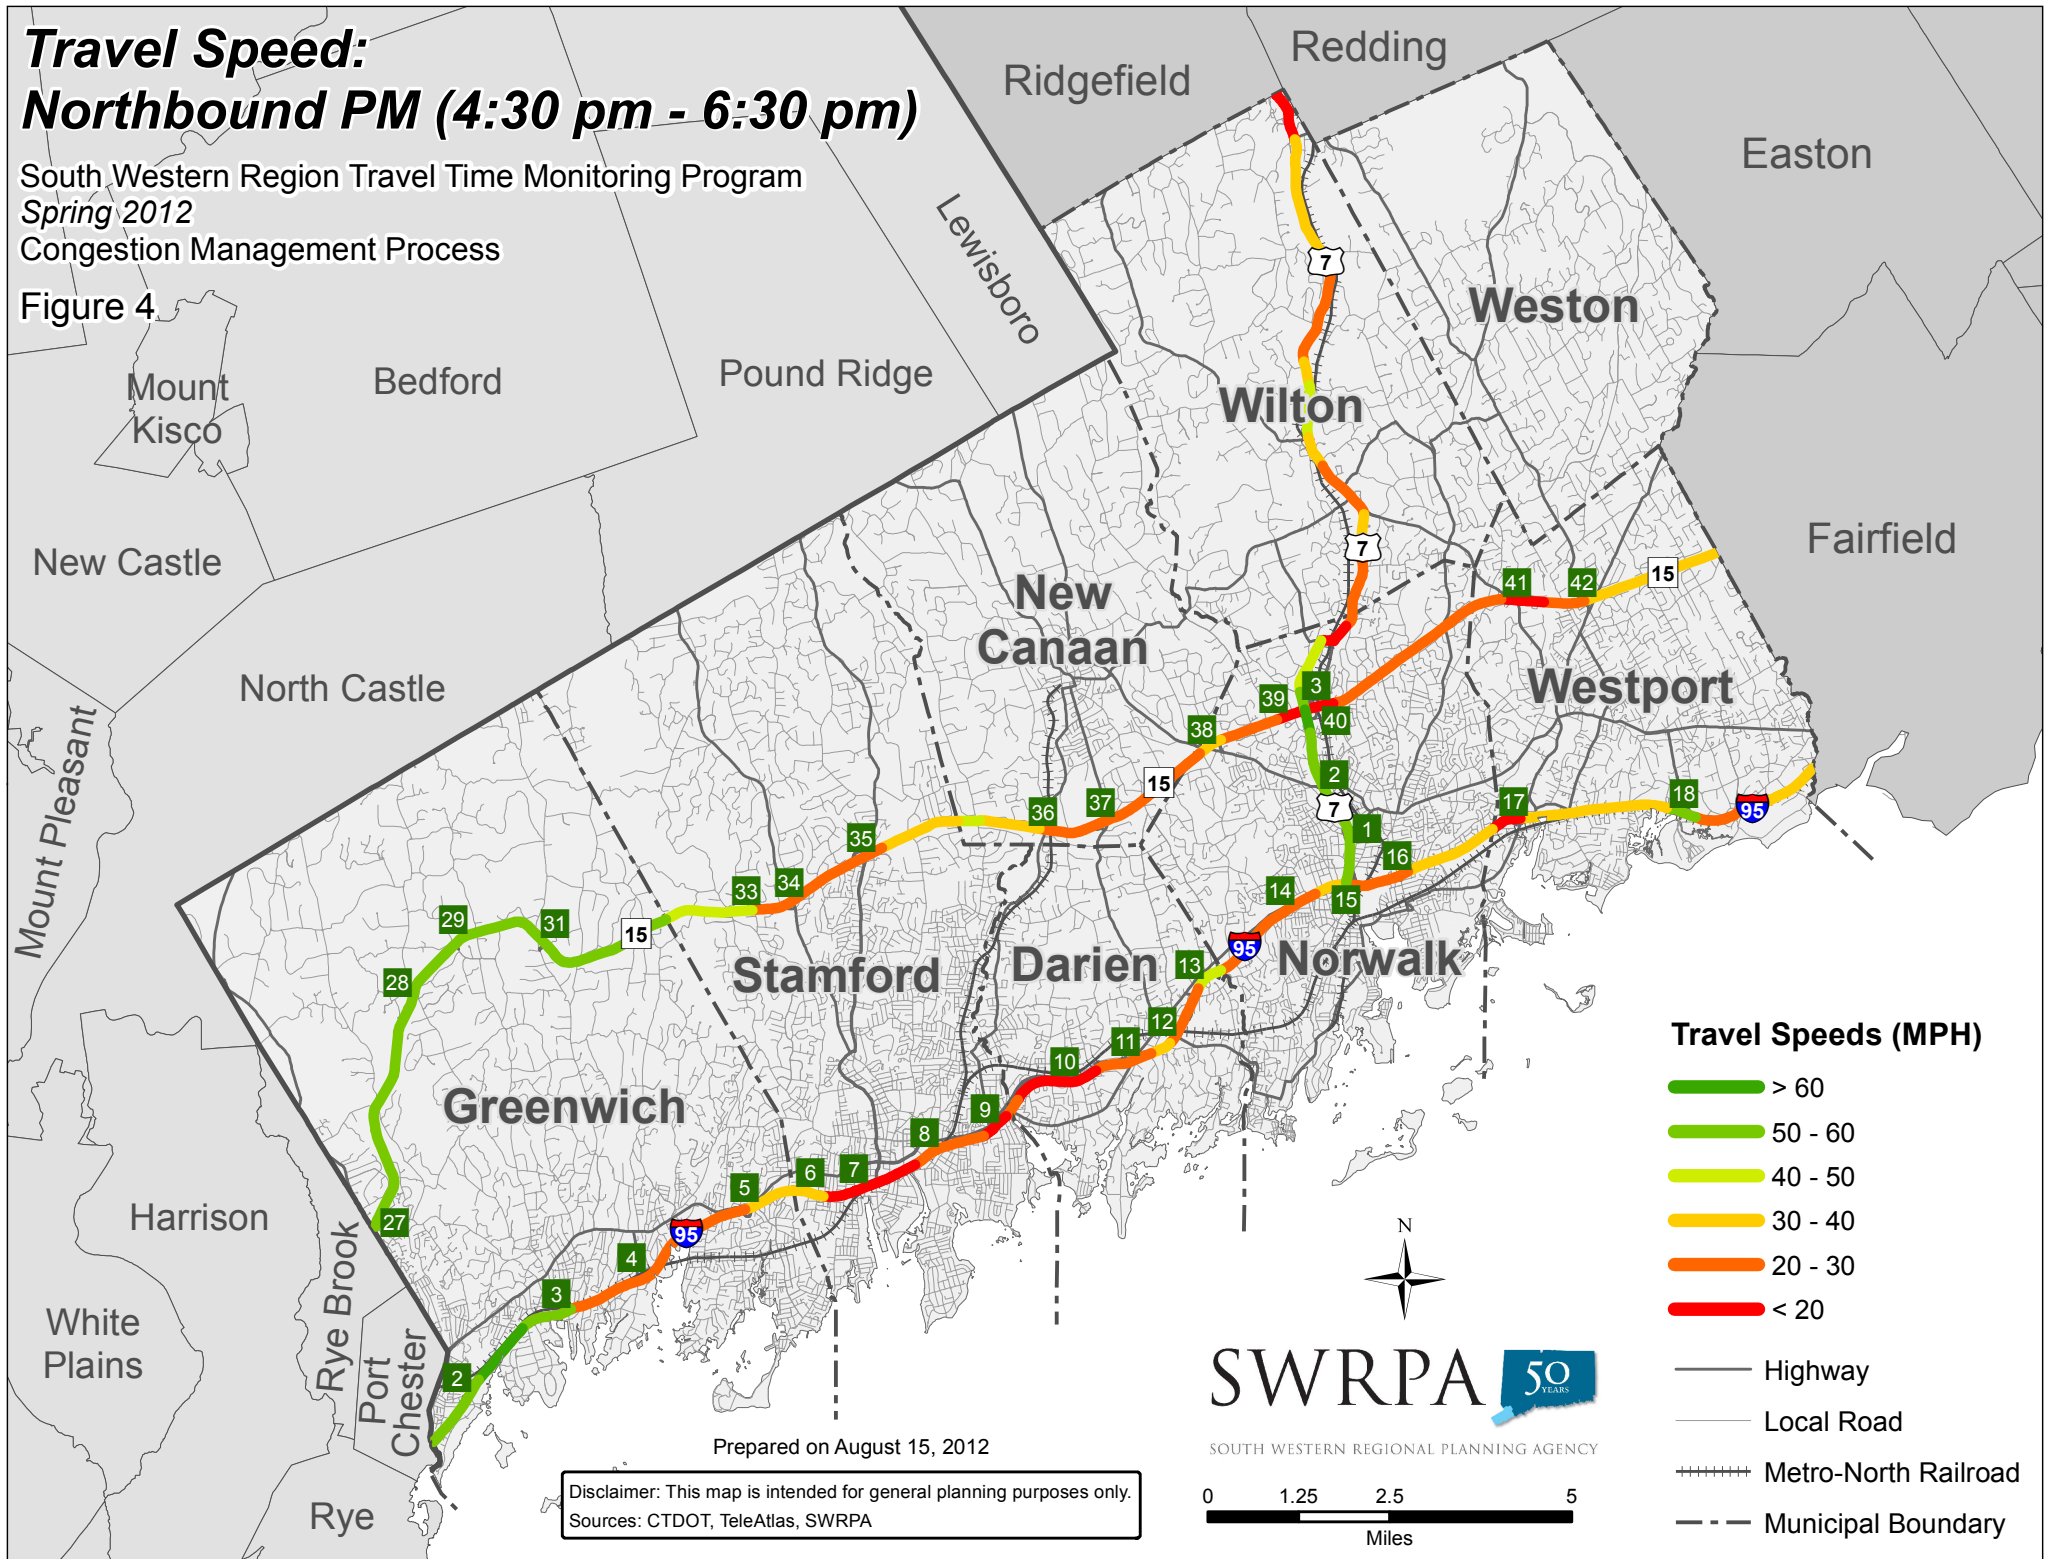 Travel Speed:
Northbound PM (4:30 pm - 6:30 pm)
South Western Region Travel Time Monitoring Program
Spring 2012
Congestion Management Process
Figure 4
Ridgefield
Redding
Easton
Lewisboro
Weston
Mount
Kisco
Bedford
Pound Ridge
Wilton
7
New Castle
7
Fairfield
New
Canaan
41
42
15
North Castle
Westport
Mount Pleasant
39
3
40
38
2
7
15
37
36
17
18
95
1
35
16
33
34
14
15
29
31
15
95
28
Stamford
Darien
13
Norwalk
12
11
10
Greenwich
9
8
7
6
5
27
Harrison
95
4
3
Rye Brook
White
Plains
Port
Chester
2
Rye
Travel Speeds (MPH)
> 60
50 - 60
40 - 50
30 - 40
20 - 30
< 20
Highway
Local Road
Metro-North Railroad
Municipal Boundary
N
SWRPA
50
YEARS
SOUTH WESTERN REGIONAL PLANNING AGENCY
0 1.25 2.5 5
Miles
Prepared on August 15, 2012
Disclaimer: This map is intended for general planning purposes only.
Sources: CTDOT, TeleAtlas, SWRPA